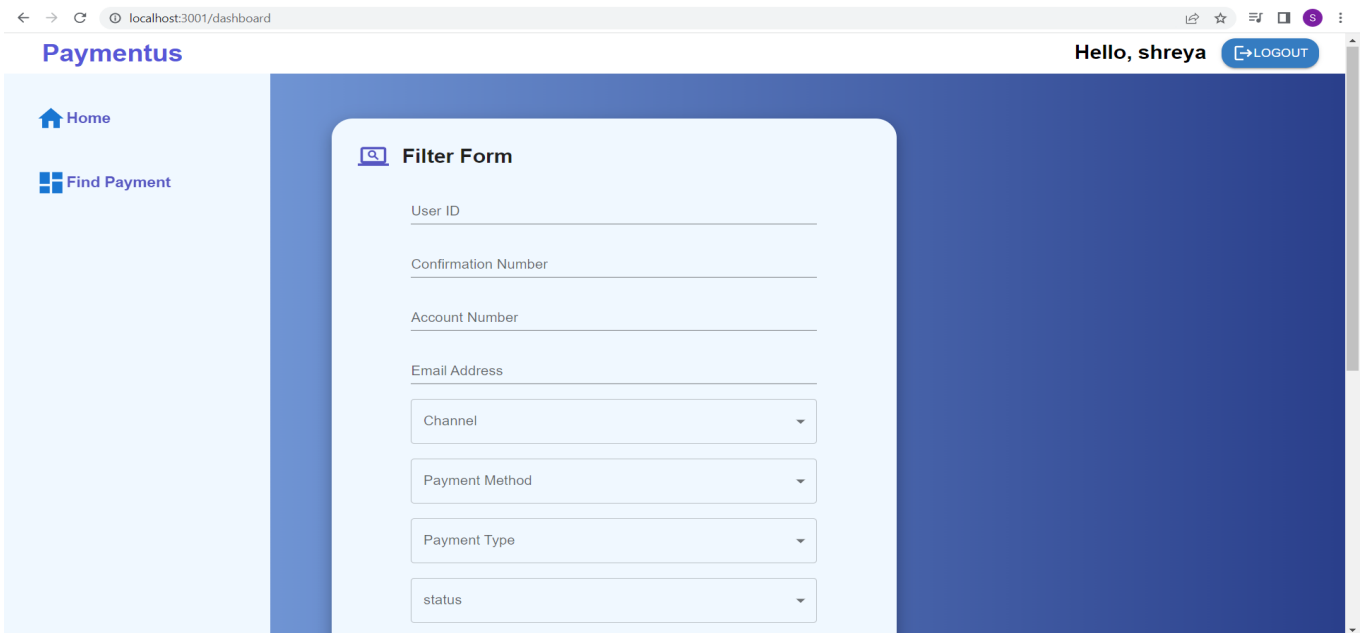 localhost:3001/dashboard
S
Paymentus
Hello, shreya
LOGOUT
Home
Find Payment
Filter Form
User ID
Confirmation Number
Account Number
Email Address
Channel
Payment Method
Payment Type
status